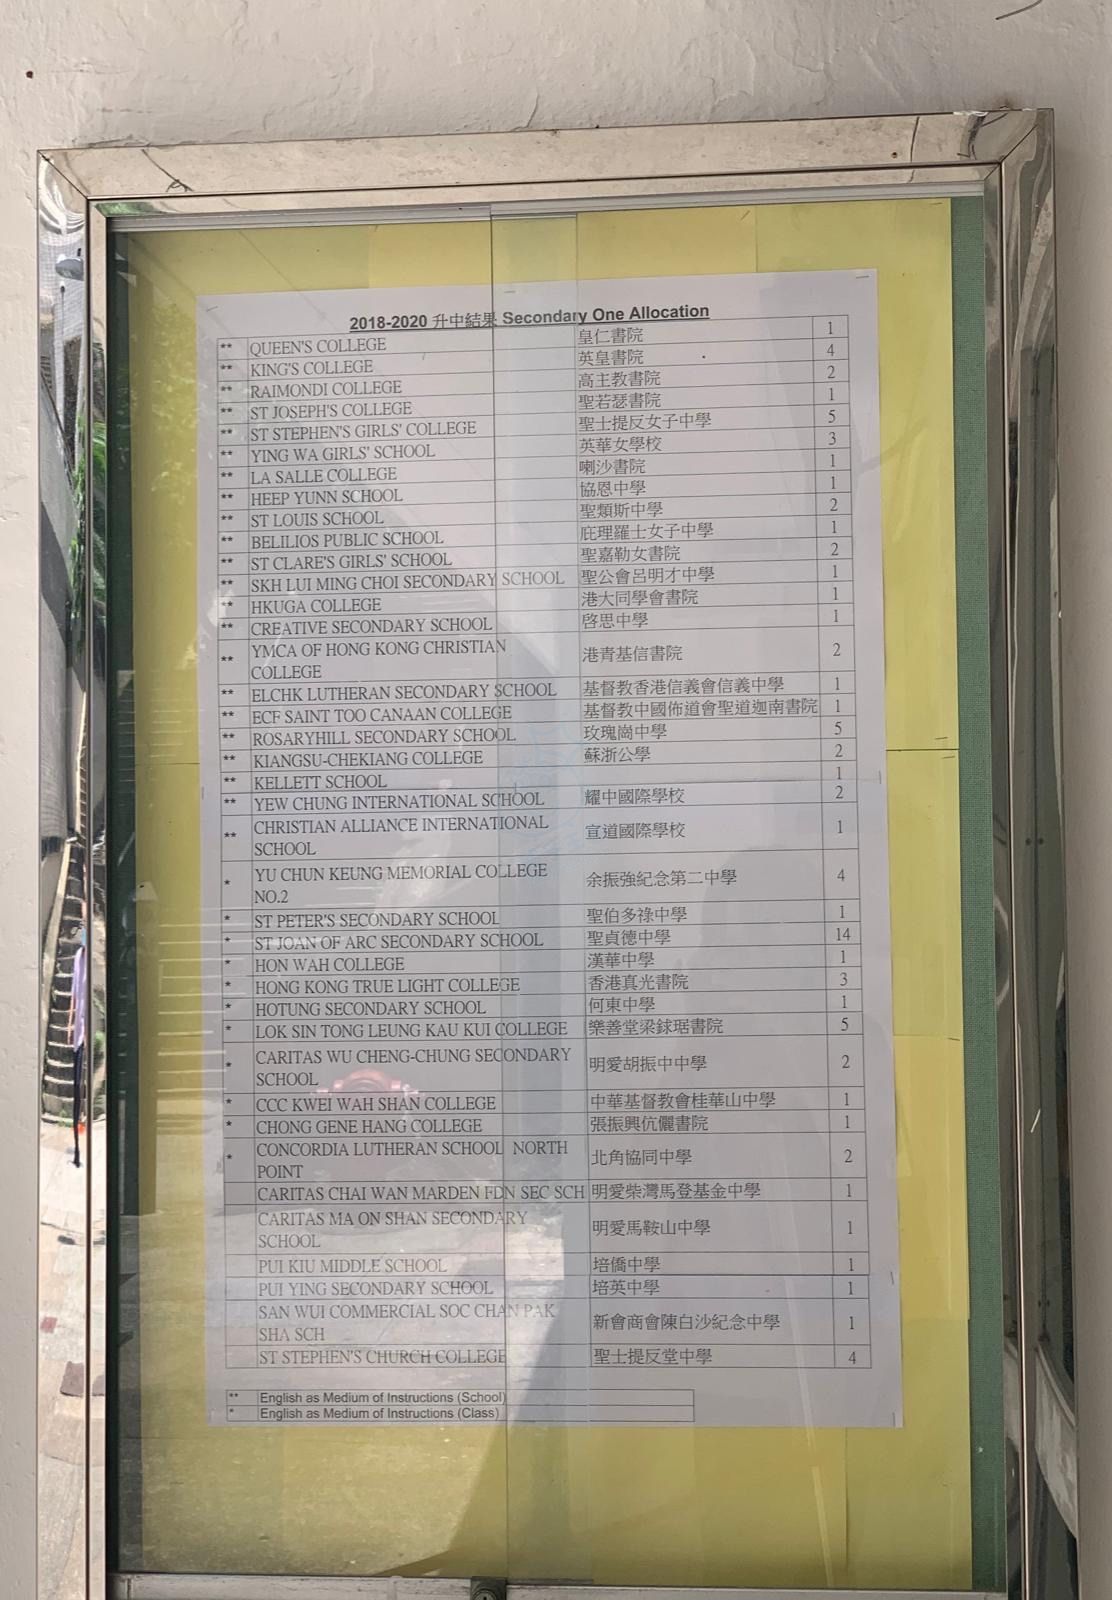 2018-2020 升中結果 Secondary One Allocation
** QUEEN'S COLLEGE 皇仁書院 1
** KING'S COLLEGE 英皇書院 4
** RAIMONDI COLLEGE 高主教書院 2
** ST JOSEPH'S COLLEGE 聖若瑟書院 1
** ST STEPHEN'S GIRLS' COLLEGE 聖士提反女子中學 5
** YING WA GIRLS' SCHOOL 英華女學校 3
** LA SALLE COLLEGE 喇沙書院 1
** HEEP YUNN SCHOOL 協恩中學 1
** ST LOUIS SCHOOL 聖類斯中學 2
** BELILIOS PUBLIC SCHOOL 庇理羅士女子中學 1
** ST CLARE'S GIRLS' SCHOOL 聖嘉勒女書院 2
** SKH LUI MING CHOI SECONDARY SCHOOL 聖公會呂明才中學 1
** HKUGA COLLEGE 港大同學會書院 1
** CREATIVE SECONDARY SCHOOL 啓思中學 1
** YMCA OF HONG KONG CHRISTIAN
COLLEGE 港青基信書院 2
** ELCHK LUTHERAN SECONDARY SCHOOL 基督教香港信義會信義中學 1
** ECF SAINT TOO CANAAN COLLEGE 基督教中國佈道會聖道迦南書院 1
** ROSARYHILL SECONDARY SCHOOL 玫瑰崗中學 5
** KIANGSU-CHEKIANG COLLEGE 蘇浙公學 2
** KELLETT SCHOOL 1
** YEW CHUNG INTERNATIONAL SCHOOL 耀中國際學校 2
** CHRISTIAN ALLIANCE INTERNATIONAL
SCHOOL 宣道國際學校 1
* YU CHUN KEUNG MEMORIAL COLLEGE
NO.2 余振強紀念第二中學 4
* ST PETER'S SECONDARY SCHOOL 聖伯多祿中學 1
* ST JOAN OF ARC SECONDARY SCHOOL 聖貞德中學 14
* HON WAH COLLEGE 漢華中學 1
* HONG KONG TRUE LIGHT COLLEGE 香港真光書院 3
* HOTUNG SECONDARY SCHOOL 何東中學 1
* LOK SIN TONG LEUNG KAU KUI COLLEGE 樂善堂梁銶琚書院 5
* CARITAS WU CHENG-CHUNG SECONDARY
SCHOOL 明愛胡振中中學 2
* CCC KWEI WAH SHAN COLLEGE 中華基督教會桂華山中學 1
* CHONG GENE HANG COLLEGE 張振興伉儷書院 1
* CONCORDIA LUTHERAN SCHOOL NORTH
POINT 北角協同中學 2
CARITAS CHAI WAN MARDEN FDN SEC SCH 明愛柴灣馬登基金中學 1
CARITAS MA ON SHAN SECONDARY
SCHOOL 明愛馬鞍山中學 1
PUI KIU MIDDLE SCHOOL 培僑中學 1
PUI YING SECONDARY SCHOOL 培英中學 1
SAN WUI COMMERCIAL SOC CHAN PAK
SHA SCH 新會商會陳白沙紀念中學 1
ST STEPHEN'S CHURCH COLLEGE 聖士提反堂中學 4
** English as Medium of Instructions (School)
* English as Medium of Instructions (Class)